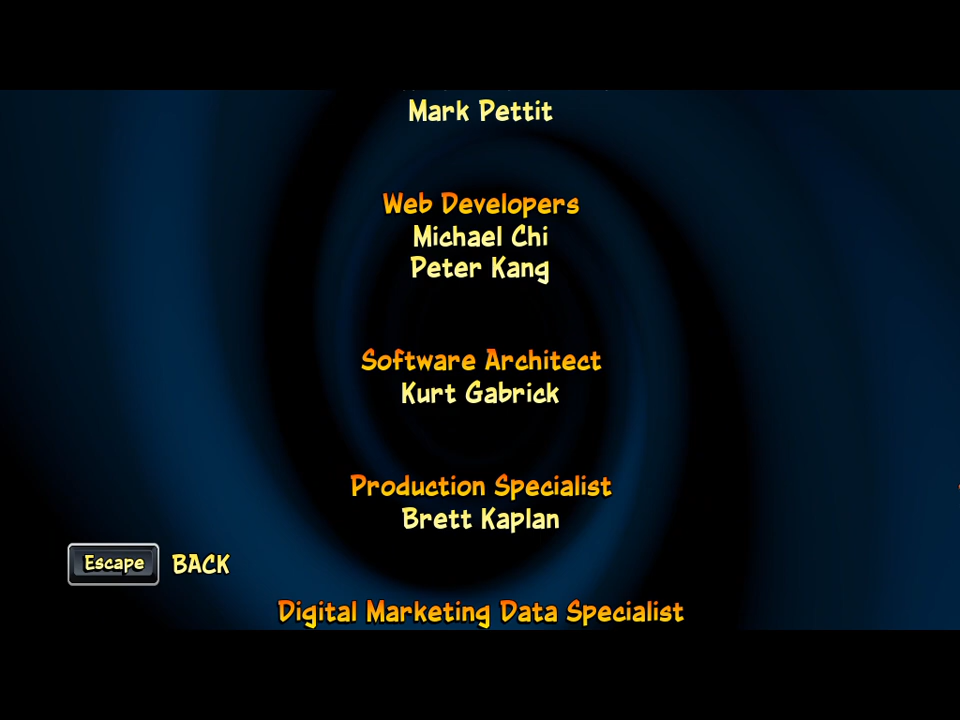 Mark Pettit
Web Developers
Michael Chi
Peter Kang
Software Architect
Kurt Gabrick
Production Specialist
Brett Kaplan
Escape BACK
Digital Marketing Data Specialist